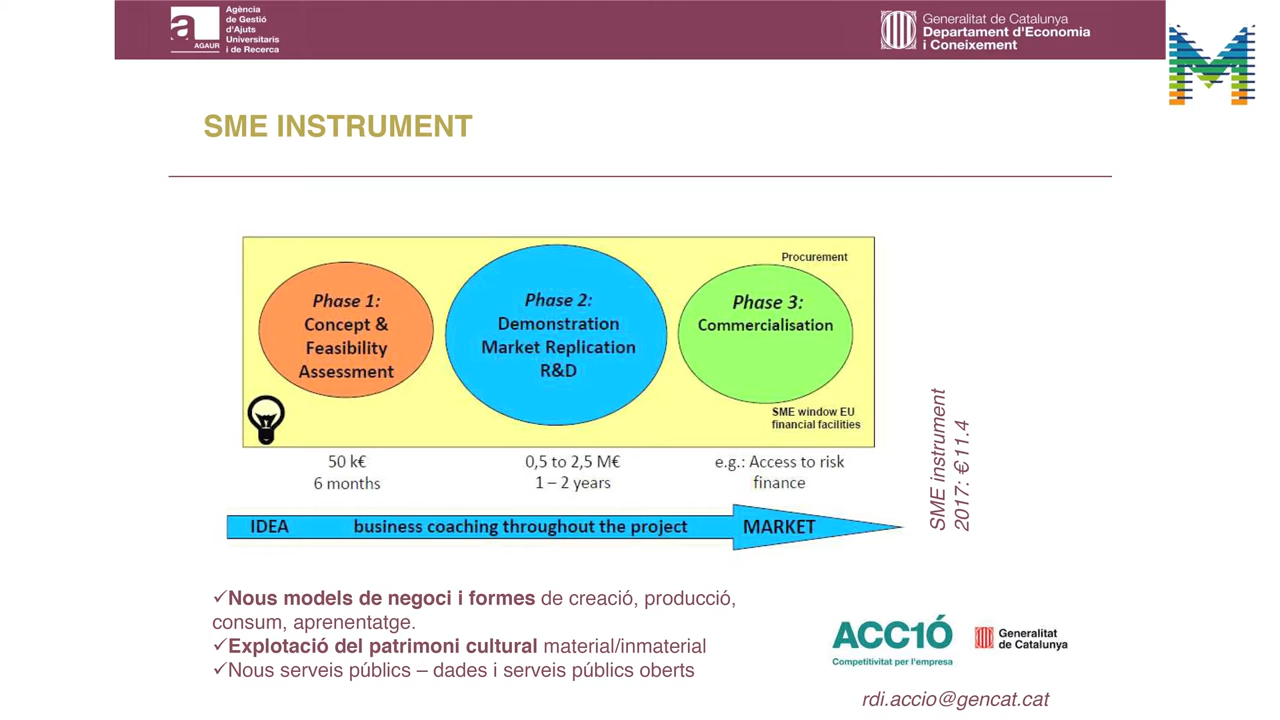 Agència
de Gestió
d'Ajuts
Universitaris
i de Recerca
a
AGAUR
Generalitat de Catalunya
Departament d'Economia
i Coneixement
M
SME INSTRUMENT
Procurement
Phase 1:
Concept &
Feasibility
Assessment
Phase 2:
Demonstration
Market Replication
R&D
Phase 3:
Commercialisation
SME window EU
financial facilities
50 k€
6 months
0,5 to 2,5 M€
1 – 2 years
e.g.: Access to risk
finance
IDEA business coaching throughout the project MARKET
SME instrument
2017: €11.4
✓Nous models de negoci i formes de creació, producció,
consum, aprenentatge.
✓Explotació del patrimoni cultural material/inmaterial
✓Nous serveis públics – dades i serveis públics oberts
ACC1Ó
Competitivitat per l'empresa
Generalitat
de Catalunya
rdi.accio@gencat.cat